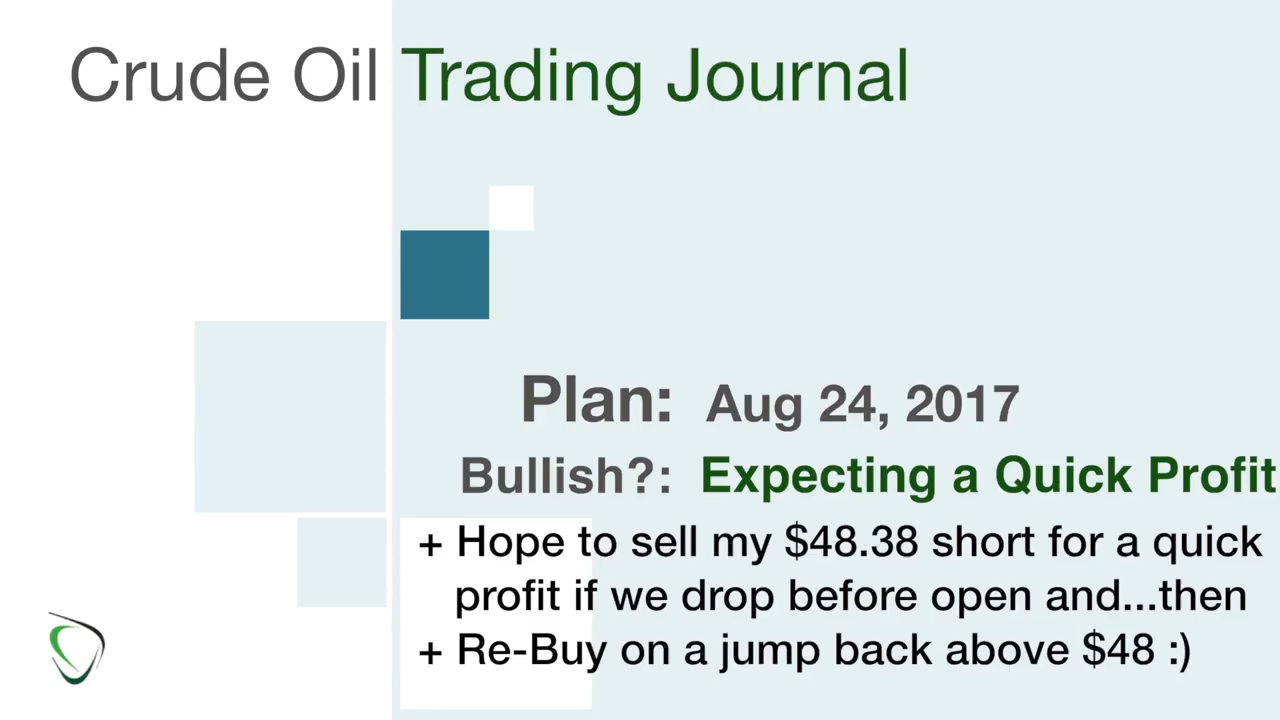 Crude Oil Trading Journal
Plan: Aug 24, 2017
Bullish?: Expecting a Quick Profit
+ Hope to sell my $48.38 short for a quick
profit if we drop before open and...then
+ Re-Buy on a jump back above $48 :)